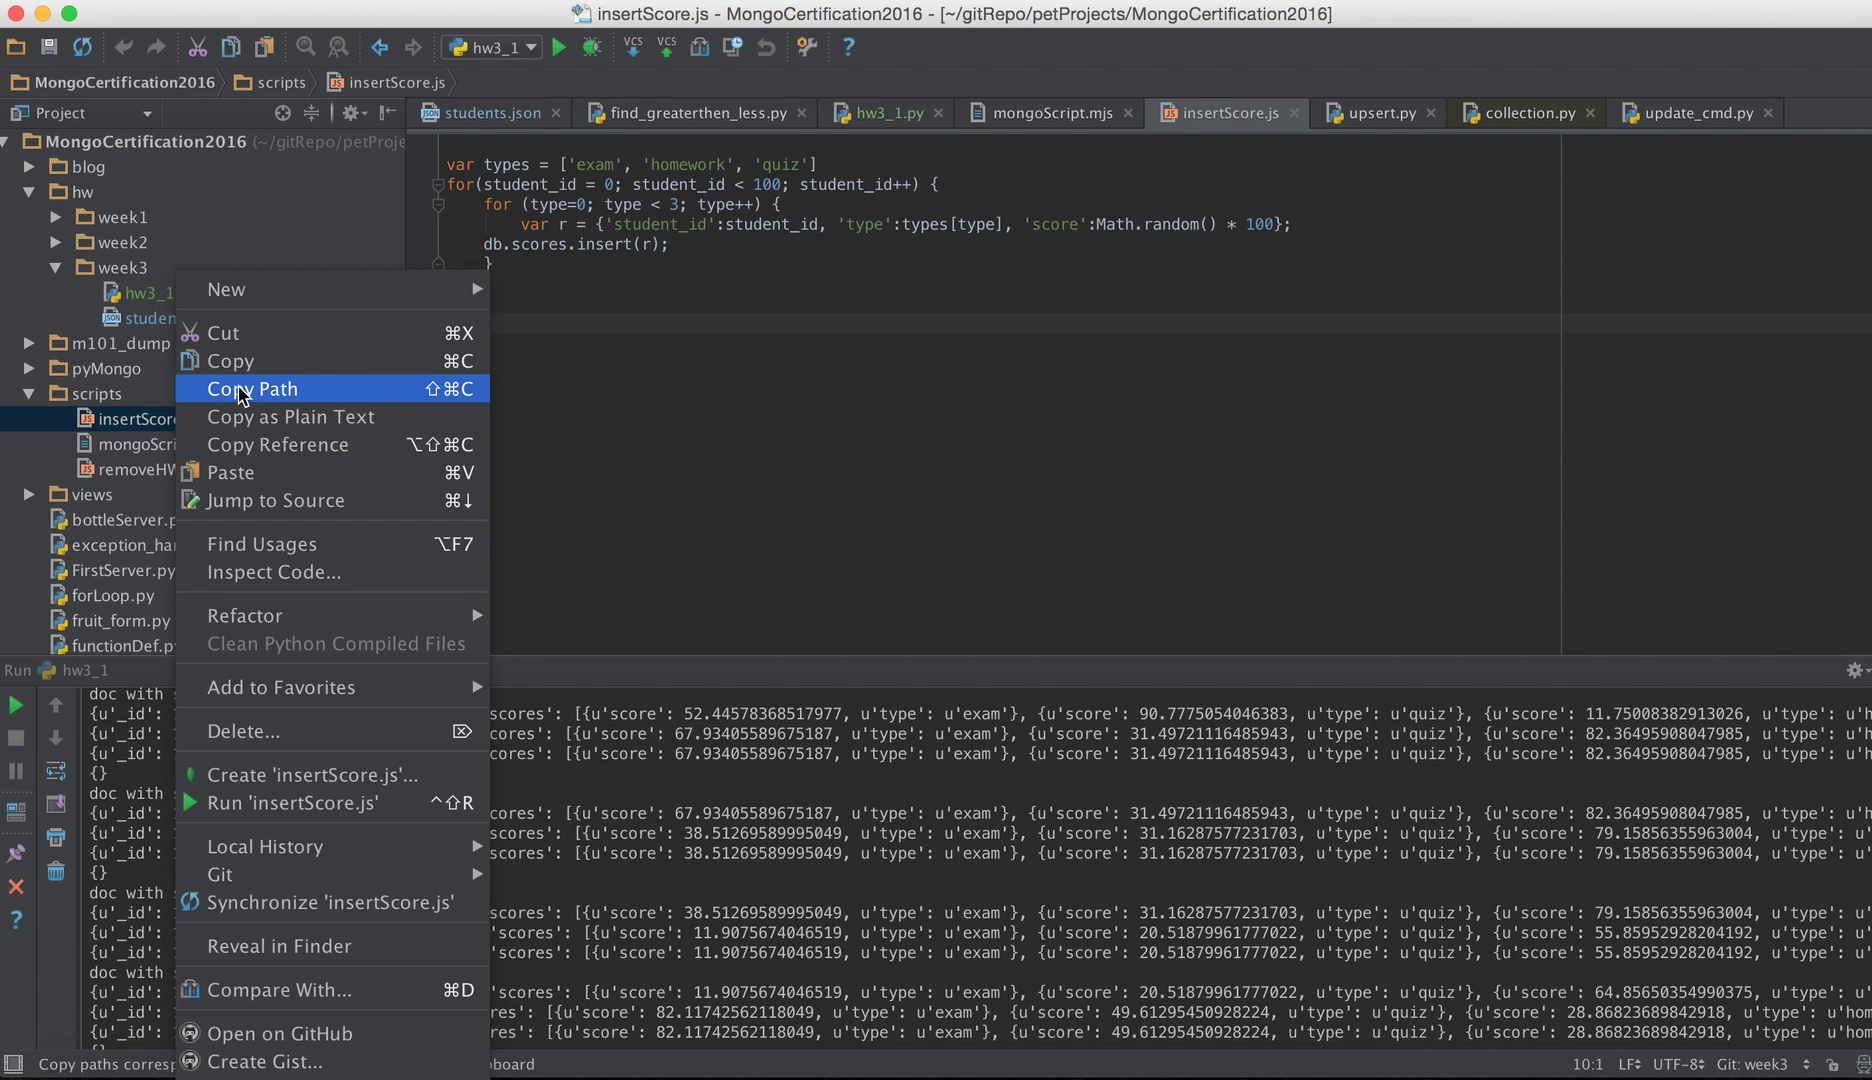 insertScore.js - MongoCertification2016 - [~/gitRepo/petProjects/MongoCertification2016]
hw3_1
VCS
VCS
?
MongoCertification2016
scripts
insertScore.js
Project
students.json
find_greaterthen_less.py
hw3_1.py
mongoScript.mjs
insertScore.js
upsert.py
collection.py
update_cmd.py
MongoCertification2016 (~/gitRepo/petProje
blog
hw
week1
week2
week3
hw3_1
studen
m101_dump
pyMongo
scripts
insertScore
mongoScri
removeHW
views
bottleServer.p
exception_ha
FirstServer.py
forLoop.py
fruit_form.py
functionDef.p
var types = ['exam', 'homework', 'quiz']
for(student_id = 0; student_id < 100; student_id++) {
for (type=0; type < 3; type++) {
var r = {'student_id':student_id, 'type':types[type], 'score':Math.random() * 100};
db.scores.insert(r);
}
New
Cut ⌘X
Copy ⌘C
Copy Path ⇧⌘C
Copy as Plain Text
Copy Reference ⌥⇧⌘C
Paste ⌘V
Jump to Source ⌘↓
Find Usages ⌥F7
Inspect Code...
Refactor
Clean Python Compiled Files
Add to Favorites
Delete... ⌦
Create 'insertScore.js'...
Run 'insertScore.js' ^⇧R
Local History
Git
Synchronize 'insertScore.js'
Reveal in Finder
Compare With... ⌘D
Open on GitHub
Create Gist...
Run hw3_1
doc with
{u'_id': scores': [{u'score': 52.44578368517977, u'type': u'exam'}, {u'score': 90.7775054046383, u'type': u'quiz'}, {u'score': 11.75008382913026, u'type': u'h
{u'_id': cores': [{u'score': 67.93405589675187, u'type': u'exam'}, {u'score': 31.49721116485943, u'type': u'quiz'}, {u'score': 82.36495908047985, u'type': u'h
{u'_id': cores': [{u'score': 67.93405589675187, u'type': u'exam'}, {u'score': 31.49721116485943, u'type': u'quiz'}, {u'score': 82.36495908047985, u'type': u'h
{}
doc with
{u'_id': cores': [{u'score': 67.93405589675187, u'type': u'exam'}, {u'score': 31.49721116485943, u'type': u'quiz'}, {u'score': 82.36495908047985, u'type': u'h
{u'_id': cores': [{u'score': 38.51269589995049, u'type': u'exam'}, {u'score': 31.16287577231703, u'type': u'quiz'}, {u'score': 79.15856355963004, u'type': u'h
{u'_id': cores': [{u'score': 38.51269589995049, u'type': u'exam'}, {u'score': 31.16287577231703, u'type': u'quiz'}, {u'score': 79.15856355963004, u'type': u'h
{}
doc with
{u'_id': scores': [{u'score': 38.51269589995049, u'type': u'exam'}, {u'score': 31.16287577231703, u'type': u'quiz'}, {u'score': 79.15856355963004, u'type': u'h
{u'_id': scores': [{u'score': 11.9075674046519, u'type': u'exam'}, {u'score': 20.51879961777022, u'type': u'quiz'}, {u'score': 55.85952928204192, u'type': u'h
{u'_id': scores': [{u'score': 11.9075674046519, u'type': u'exam'}, {u'score': 20.51879961777022, u'type': u'quiz'}, {u'score': 55.85952928204192, u'type': u'h
doc with
{u'_id': 'scores': [{u'score': 11.9075674046519, u'type': u'exam'}, {u'score': 20.51879961777022, u'type': u'quiz'}, {u'score': 64.85650354990375, u'type': u'h
{u'_id': ores': [{u'score': 82.11742562118049, u'type': u'exam'}, {u'score': 49.61295450928224, u'type': u'quiz'}, {u'score': 28.86823689842918, u'type': u'hom
{u'_id': res': [{u'score': 82.11742562118049, u'type': u'exam'}, {u'score': 49.61295450928224, u'type': u'quiz'}, {u'score': 28.86823689842918, u'type': u'hom
?
Copy paths corresp board
10:1 LF UTF-8 Git: week3